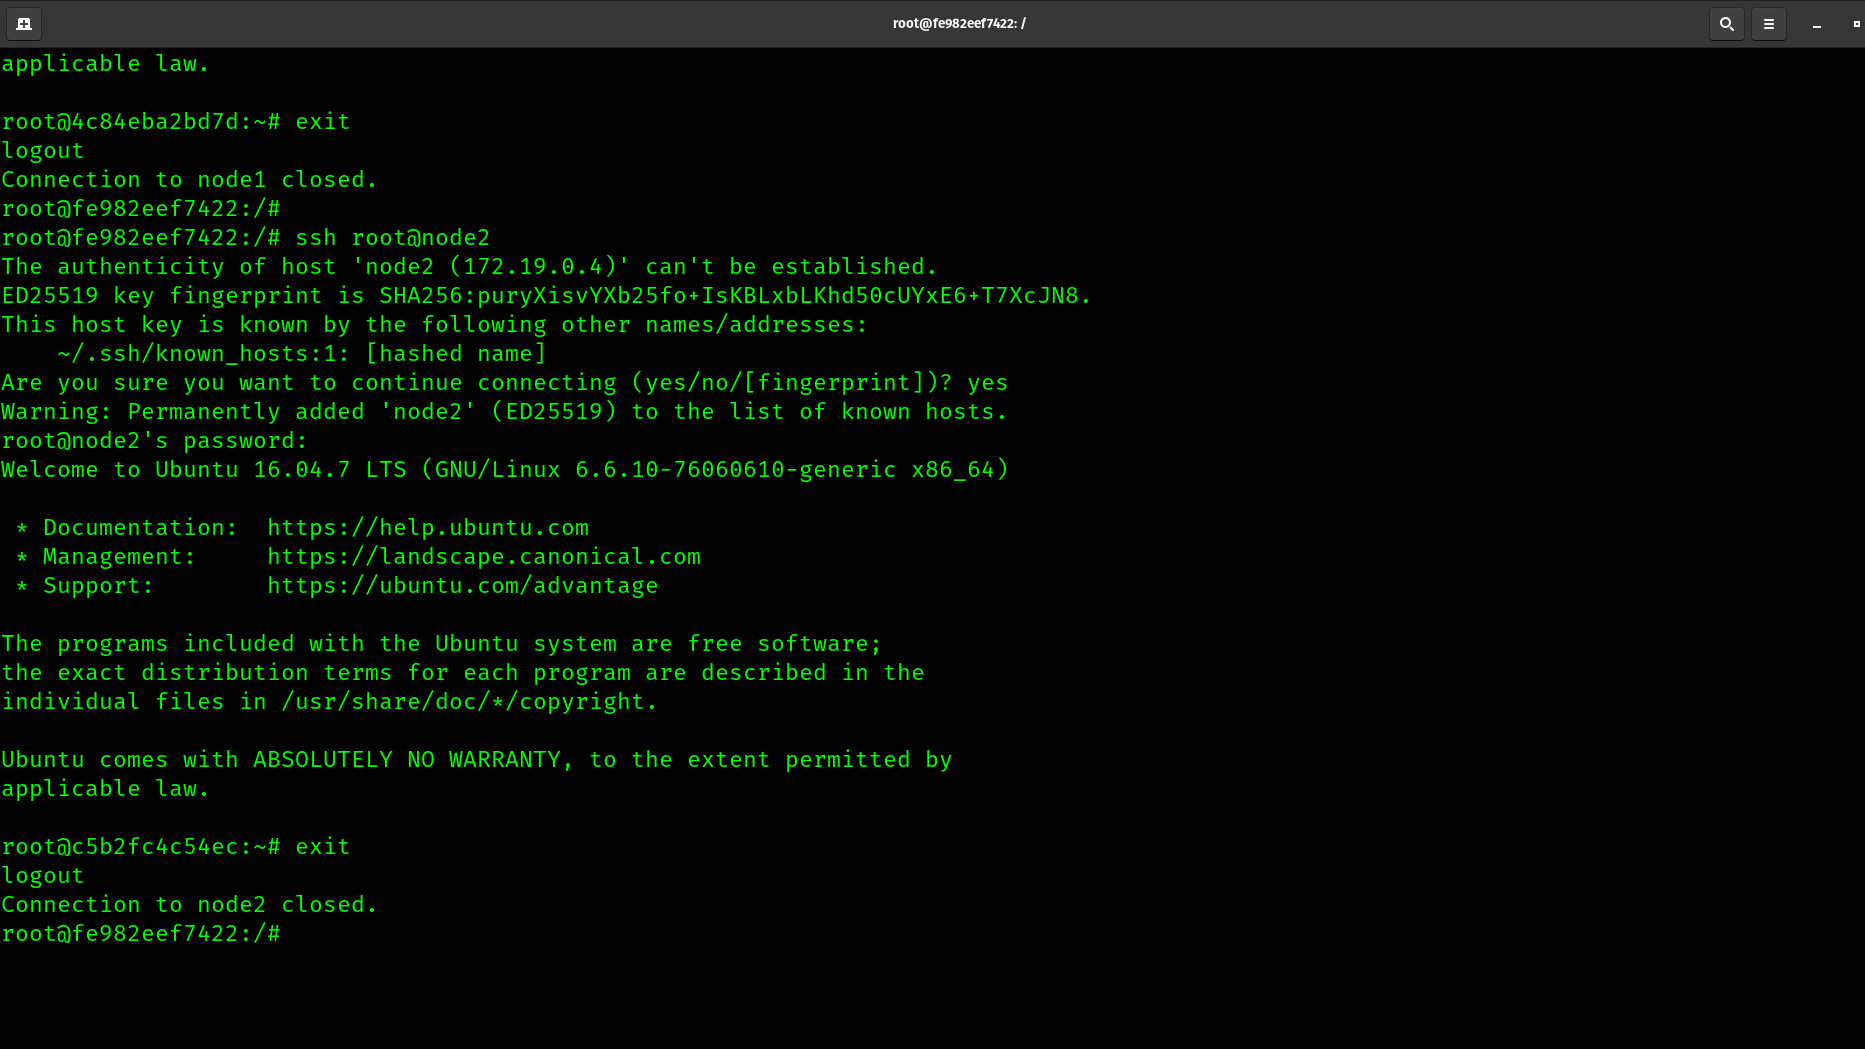 root@fe982eef7422: /
applicable law.
root@4c84eba2bd7d:~# exit
logout
Connection to node1 closed.
root@fe982eef7422:/#
root@fe982eef7422:/# ssh root@node2
The authenticity of host 'node2 (172.19.0.4)' can't be established.
ED25519 key fingerprint is SHA256:puryXisvYXb25fo+IsKBLxbLKhd50cUYxE6+T7XcJN8.
This host key is known by the following other names/addresses:
    ~/.ssh/known_hosts:1: [hashed name]
Are you sure you want to continue connecting (yes/no/[fingerprint])? yes
Warning: Permanently added 'node2' (ED25519) to the list of known hosts.
root@node2's password:
Welcome to Ubuntu 16.04.7 LTS (GNU/Linux 6.6.10-76060610-generic x86_64)
 * Documentation:  https://help.ubuntu.com
 * Management:     https://landscape.canonical.com
 * Support:        https://ubuntu.com/advantage
The programs included with the Ubuntu system are free software;
the exact distribution terms for each program are described in the
individual files in /usr/share/doc/*/copyright.
Ubuntu comes with ABSOLUTELY NO WARRANTY, to the extent permitted by
applicable law.
root@c5b2fc4c54ec:~# exit
logout
Connection to node2 closed.
root@fe982eef7422:/#